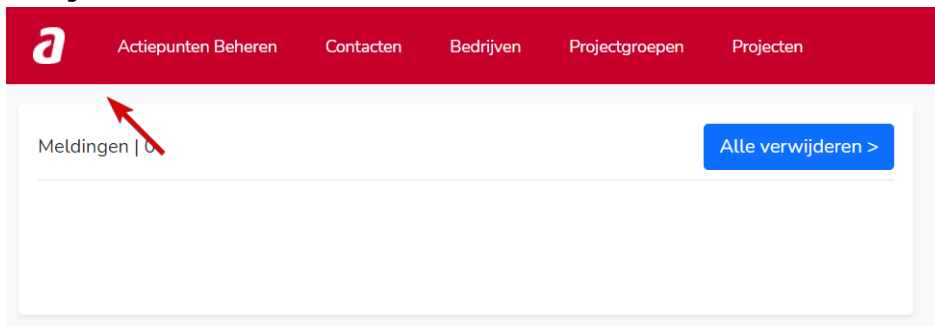 a
Actiepunten Beheren Contacten Bedrijven Projectgroepen Projecten
Meldingen | 0
Alle verwijderen >